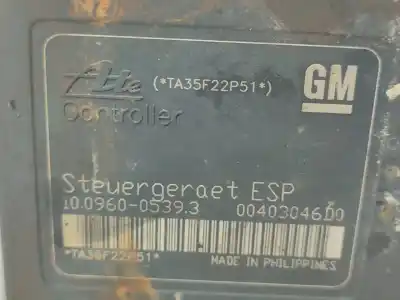 Ate (*TA35F22P51*) GM
Controller
Steuergeraet ESP
10.0960-0539.3 00403046D0
*TA35F22P51*
MADE IN PHILIPPINES